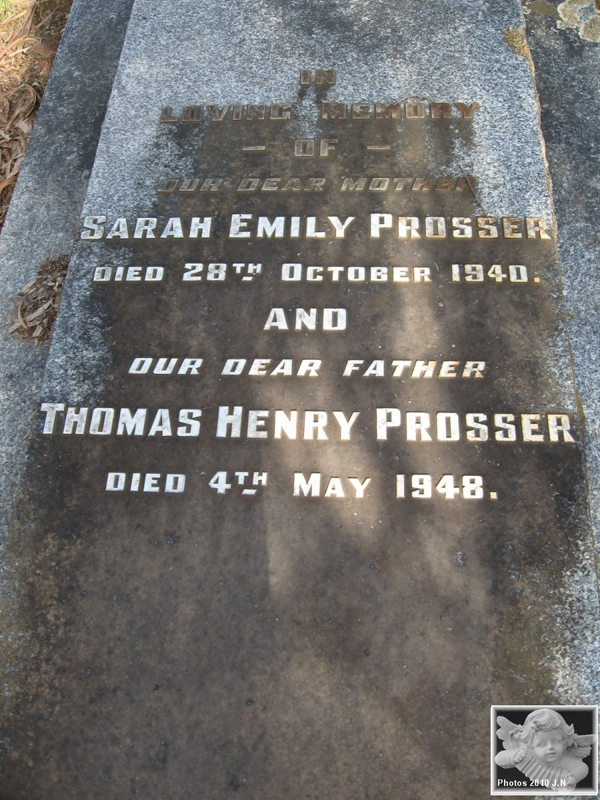 IN
LOVING MEMORY
— OF —
OUR DEAR MOTHER
SARAH EMILY PROSSER
DIED 28TH OCTOBER 1940.
AND
OUR DEAR FATHER
THOMAS HENRY PROSSER
DIED 4TH MAY 1948.
Photos 2010 J.N